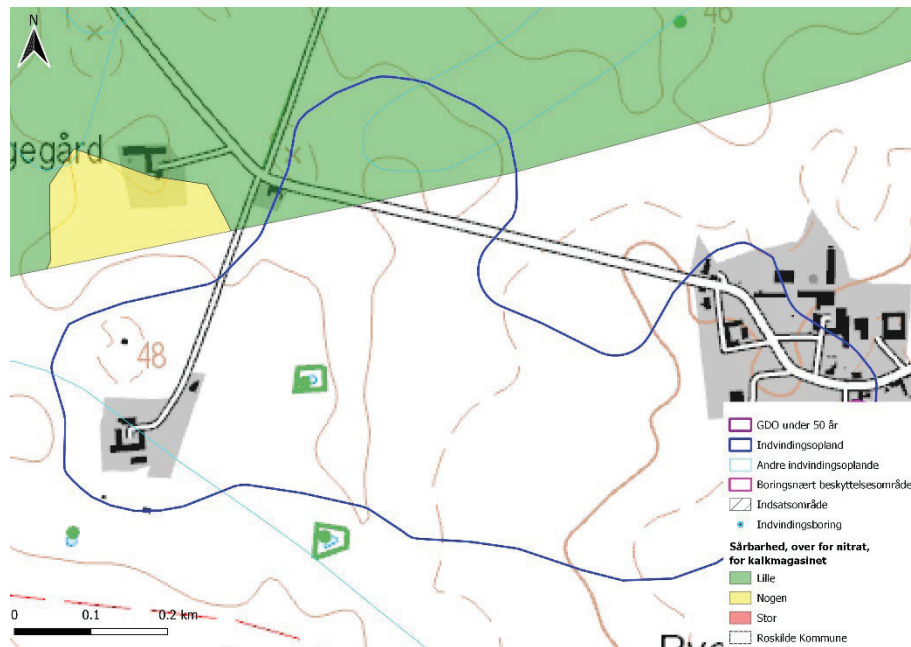 N
46
gegård
48
GDO under 50 år
Indvindingsopland
Andre indvindingsoplande
Boringsnært beskyttelsesområde
Indsatsområde
Indvindingsboring
Sårbarhed, over for nitrat,
for kalkmagasinet
Lille
Nogen
Stor
Roskilde Kommune
0 0.1 0.2 km